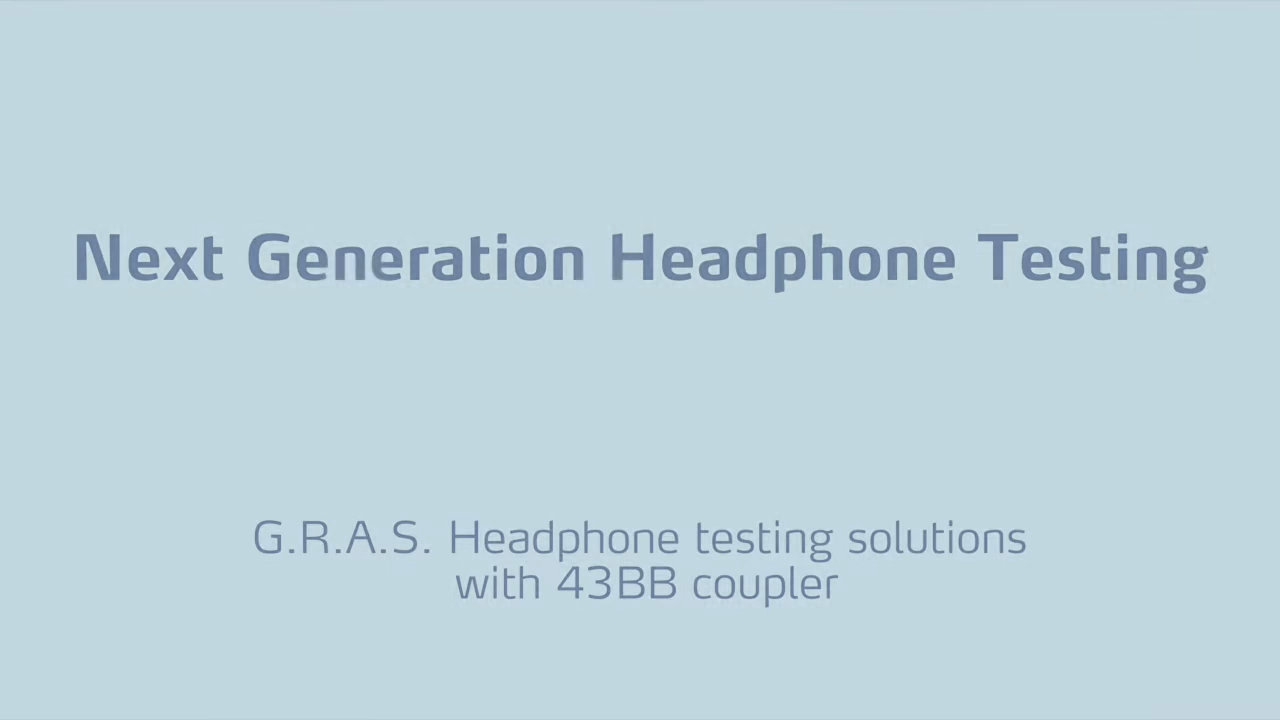 Next Generation Headphone Testing
G.R.A.S. Headphone testing solutions
with 43BB coupler